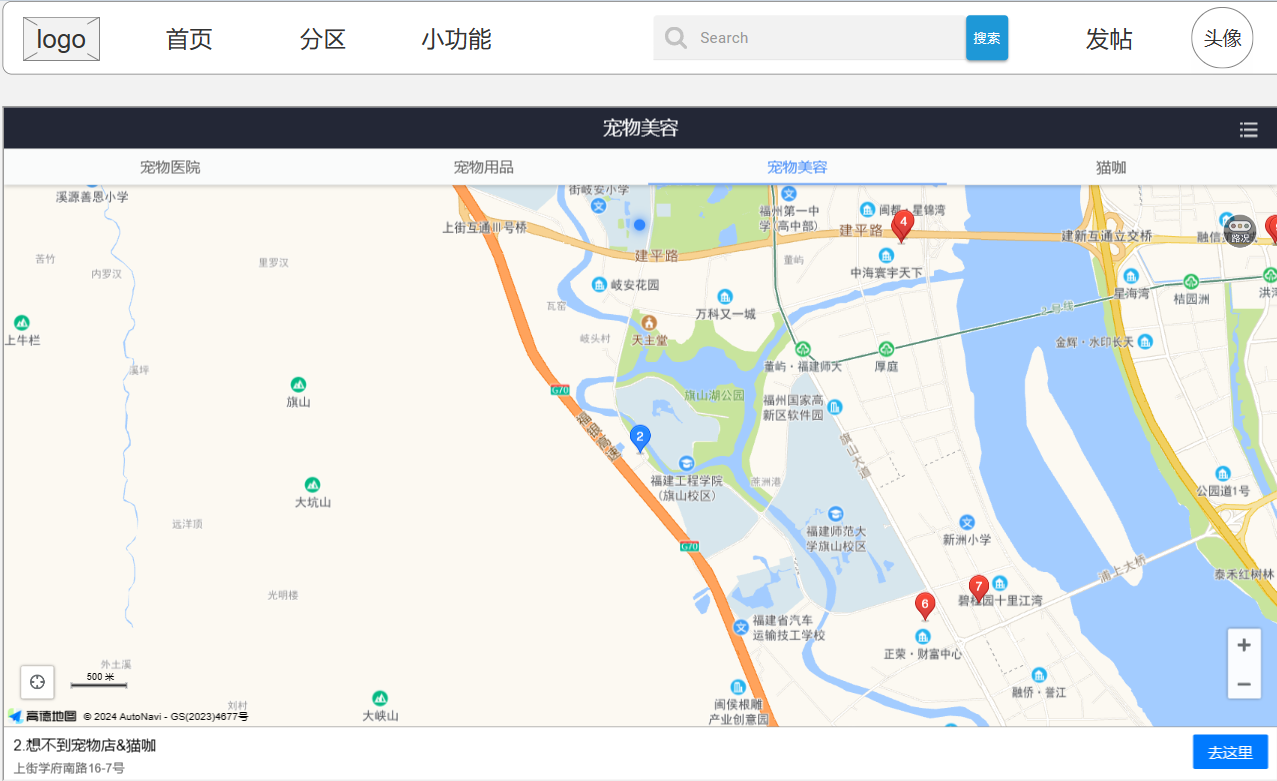 logo
首页
分区
小功能
Search
搜索
发帖
头像
宠物美容
宠物医院
宠物用品
宠物美容
猫咖
溪源善恩小学
街岐安小学
福州第一中
学(高中部)
闽都·星锦湾
4
上街互通III号桥
建平路
建平路
建新互通立交桥
路况
苦竹
内罗汉
里罗汉
董屿
中海寰宇天下
岐安花园
万科又一城
瓦窑
星海湾
桔园洲
2号线
上牛栏
岐头村
天主堂
金辉·水印长天
董屿·福建师大
厚庭
溪坪
旗山
G70
旗山湖公园
福州国家高
新区软件园
福银高速
2
旗山大道
福建工程学院
(旗山校区)
蔗洲港
公园道1号
大坑山
远洋顶
福建师范大
学旗山校区
新洲小学
G70
浦上大桥
泰禾红树林
光明楼
7
碧桂园十里江湾
6
福建省汽车
运输技工学校
正荣·财富中心
外土溪
500 米
融侨·誉江
刘村
大峡山
闽侯根雕
产业创意园
高德地图 © 2024 AutoNavi - GS(2023)4677号
2.想不到宠物店&猫咖
上街学府南路16-7号
去这里